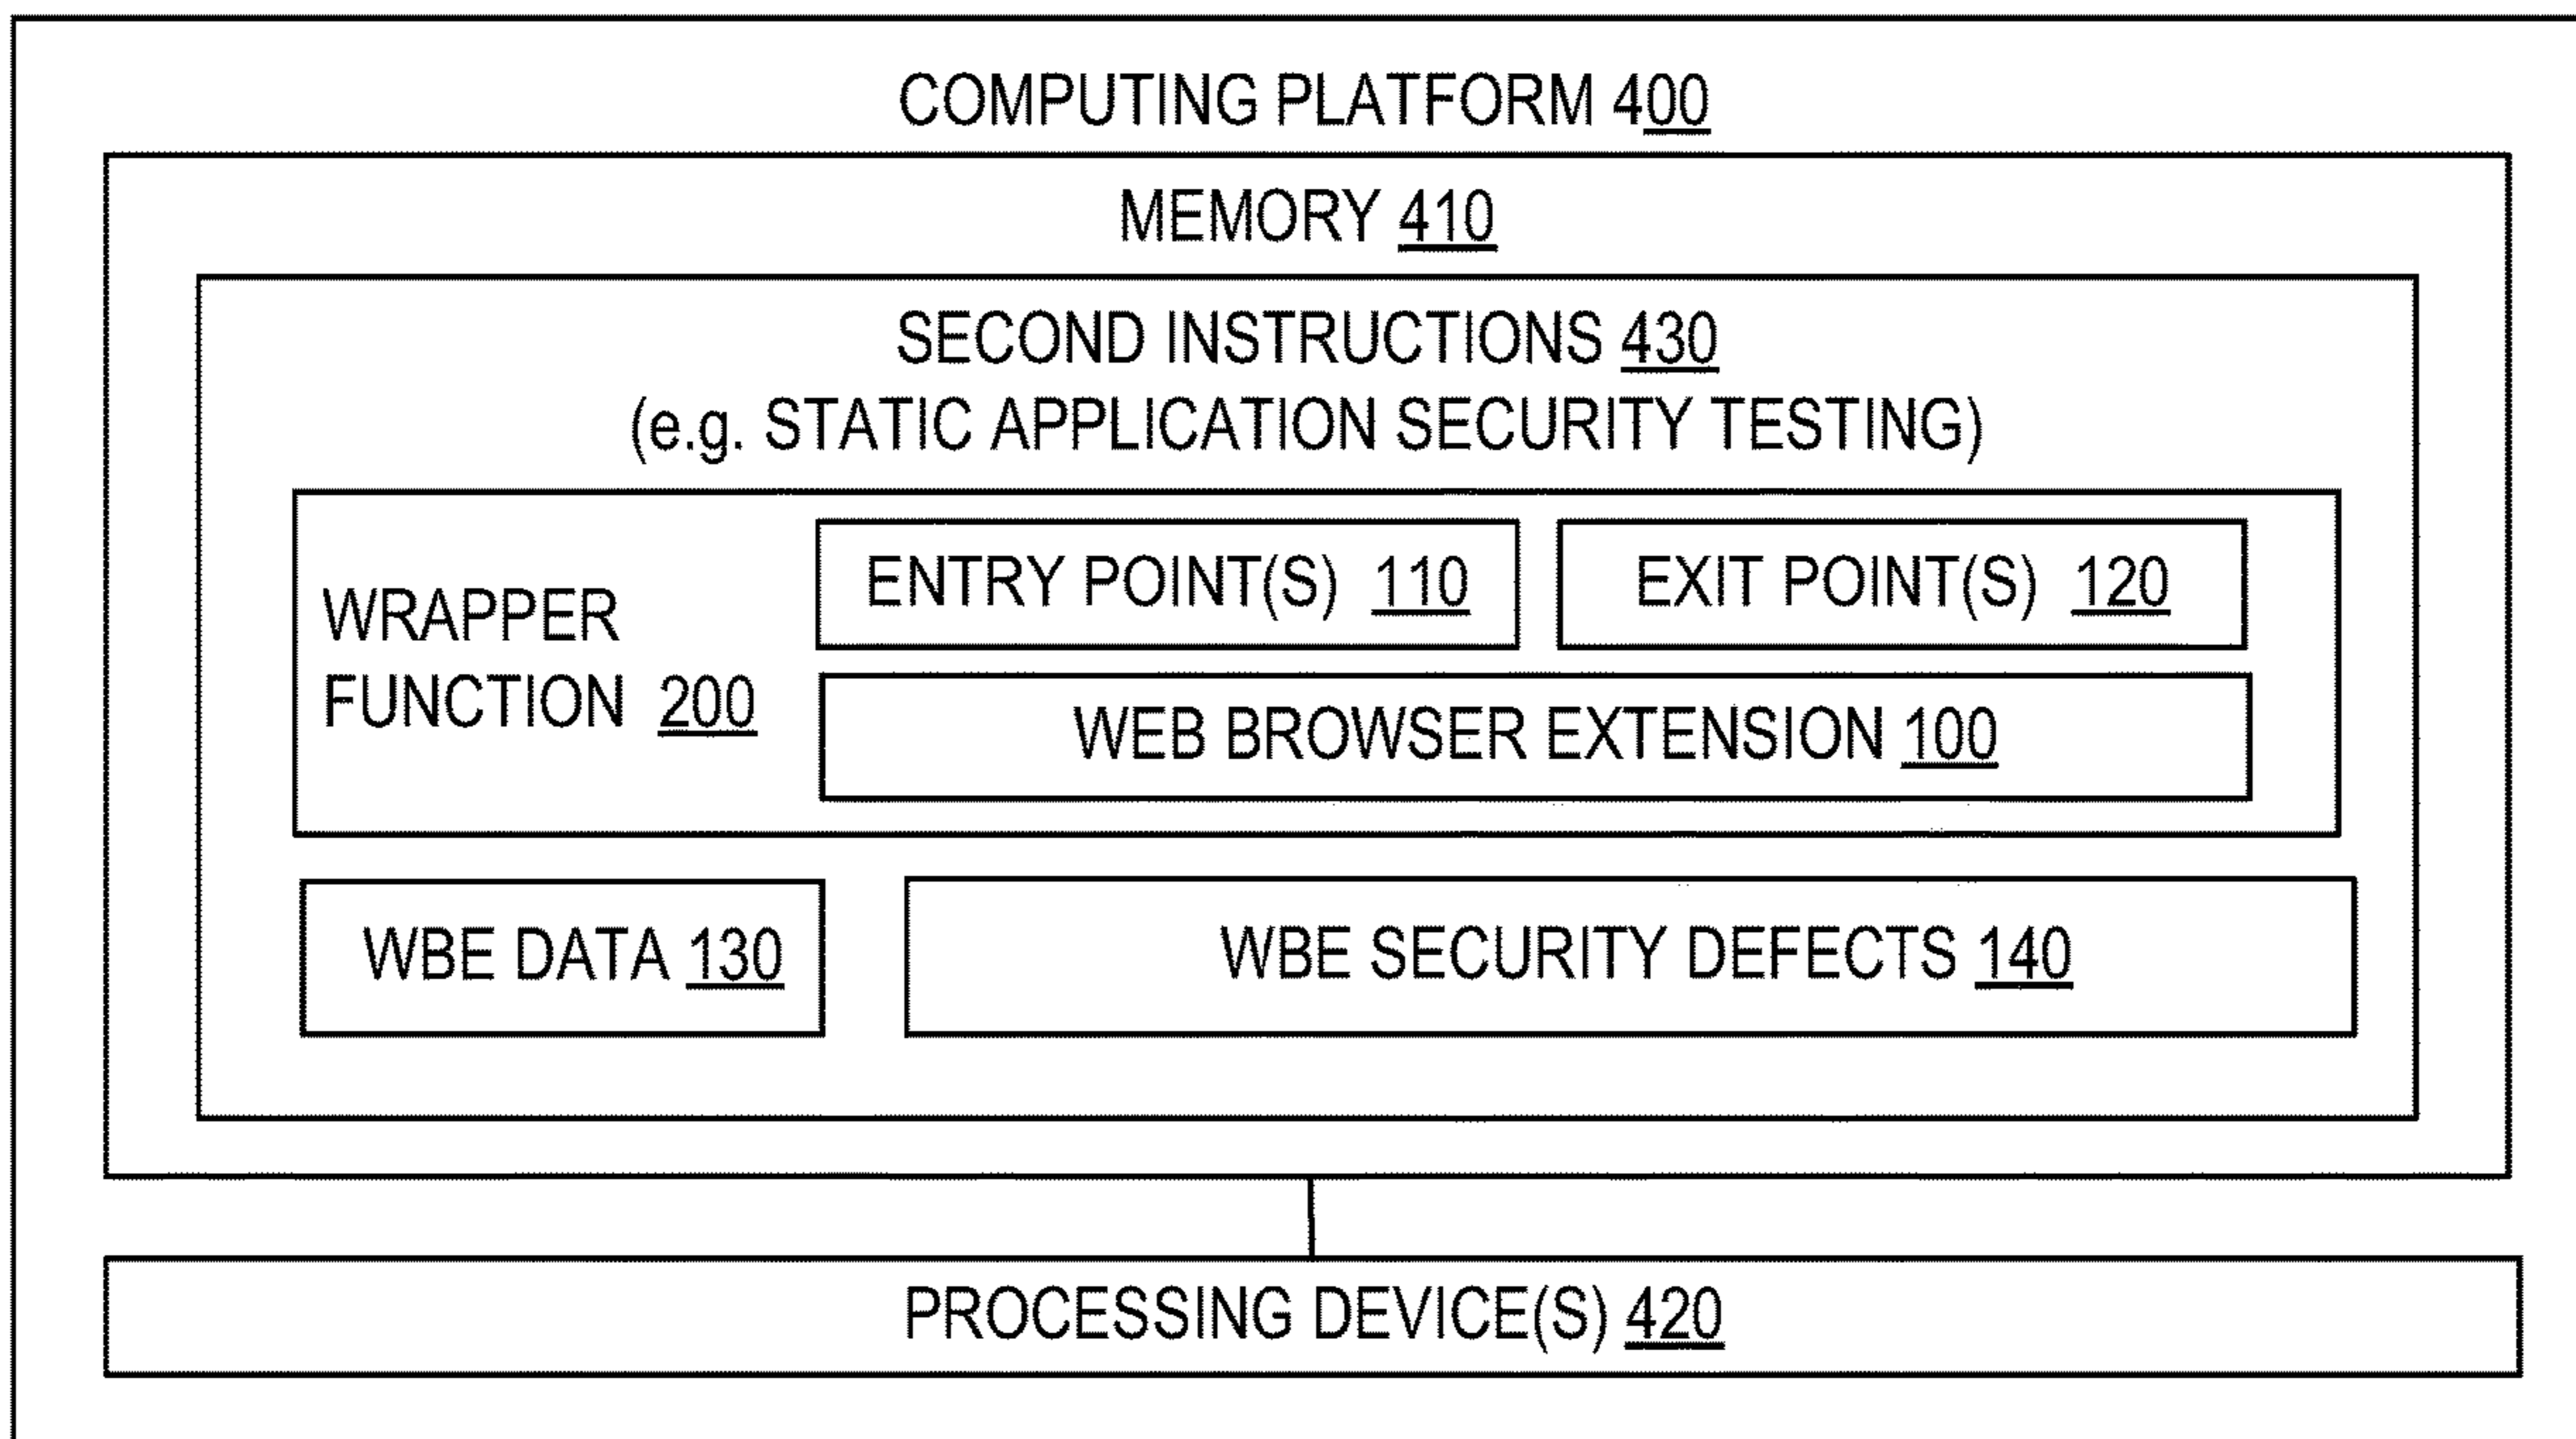 COMPUTING PLATFORM 400
MEMORY 410
SECOND INSTRUCTIONS 430
(e.g. STATIC APPLICATION SECURITY TESTING)
WRAPPER
FUNCTION 200
ENTRY POINT(S) 110
EXIT POINT(S) 120
WEB BROWSER EXTENSION 100
WBE DATA 130
WBE SECURITY DEFECTS 140
PROCESSING DEVICE(S) 420